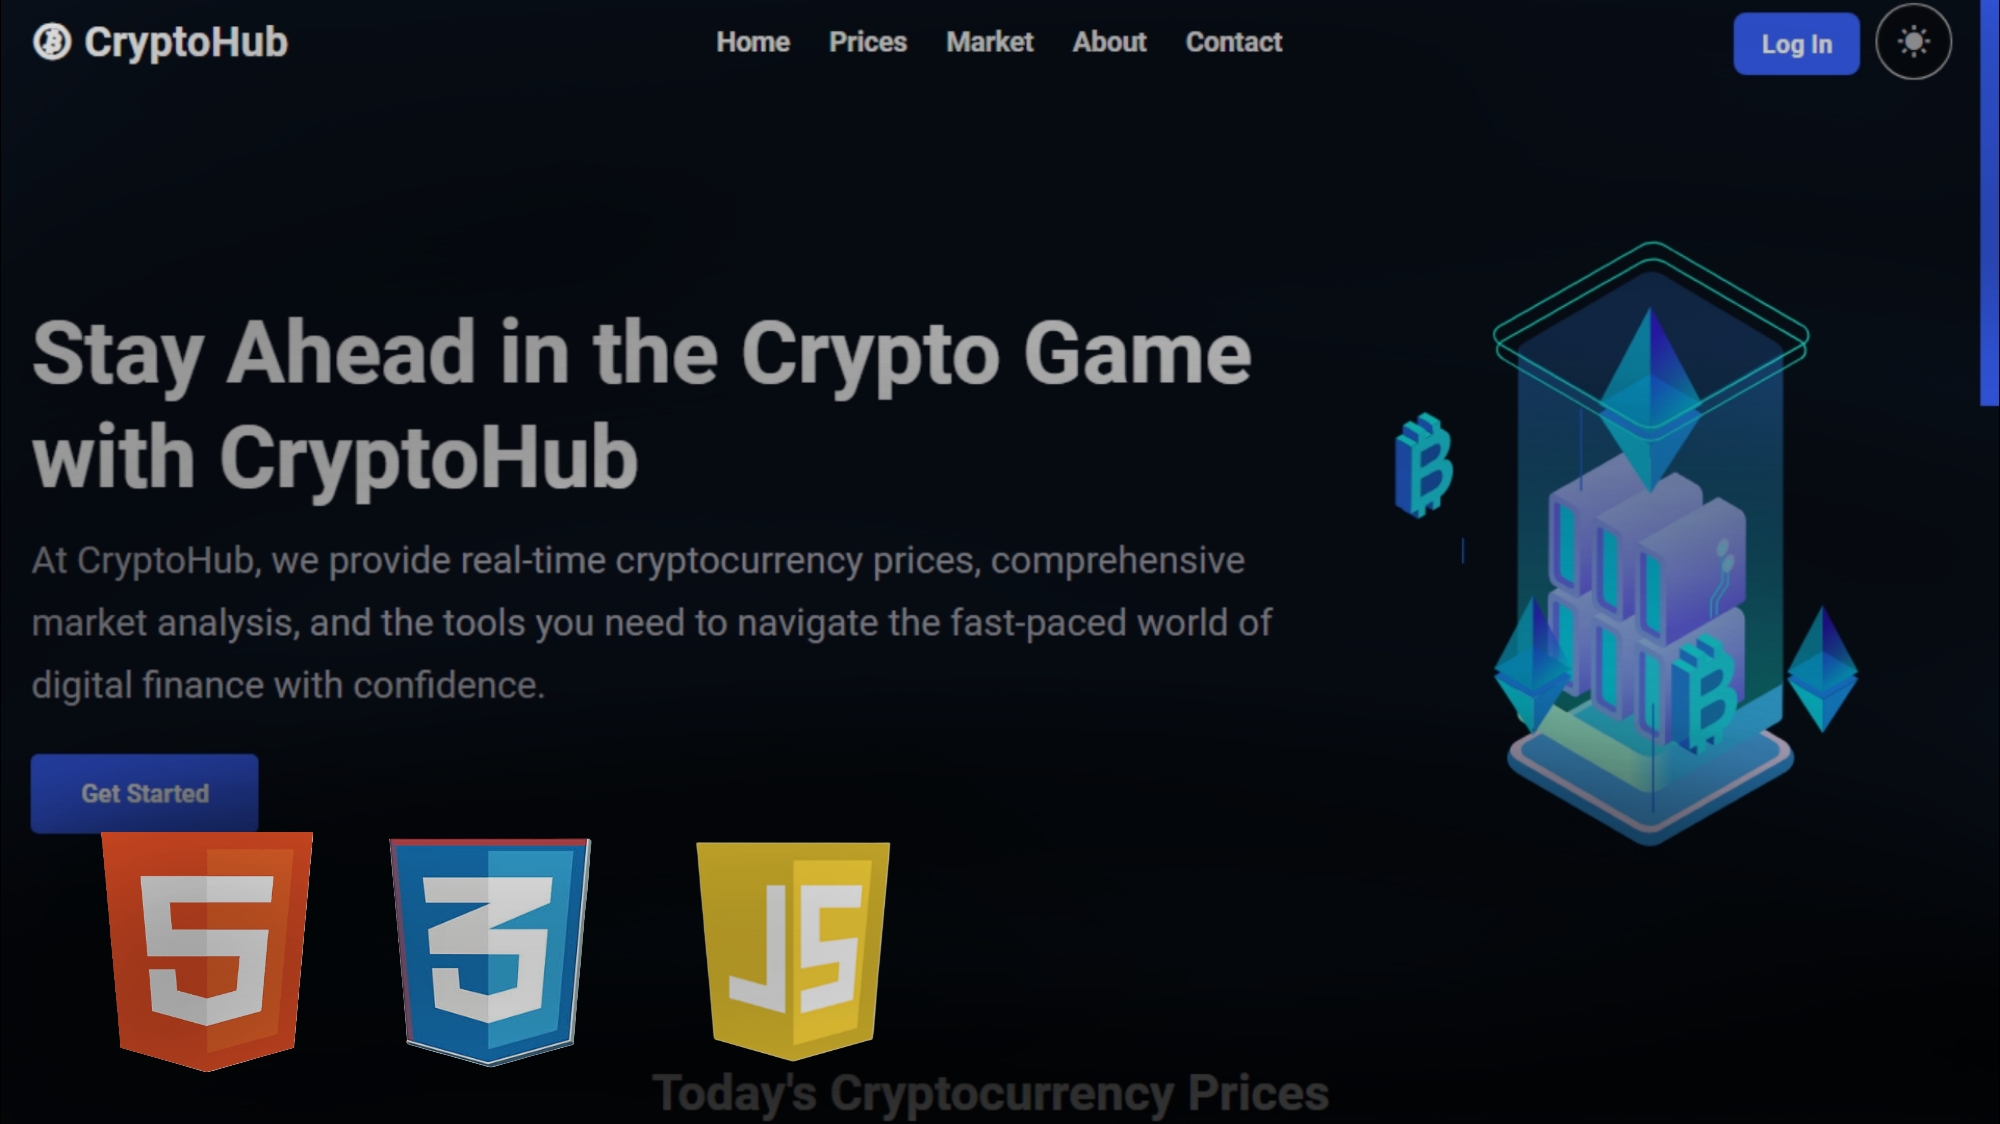 CryptoHub
Home Prices Market About Contact
Log In
Stay Ahead in the Crypto Game
with CryptoHub
At CryptoHub, we provide real-time cryptocurrency prices, comprehensive
market analysis, and the tools you need to navigate the fast-paced world of
digital finance with confidence.
Get Started
5
3
JS
Today's Cryptocurrency Prices